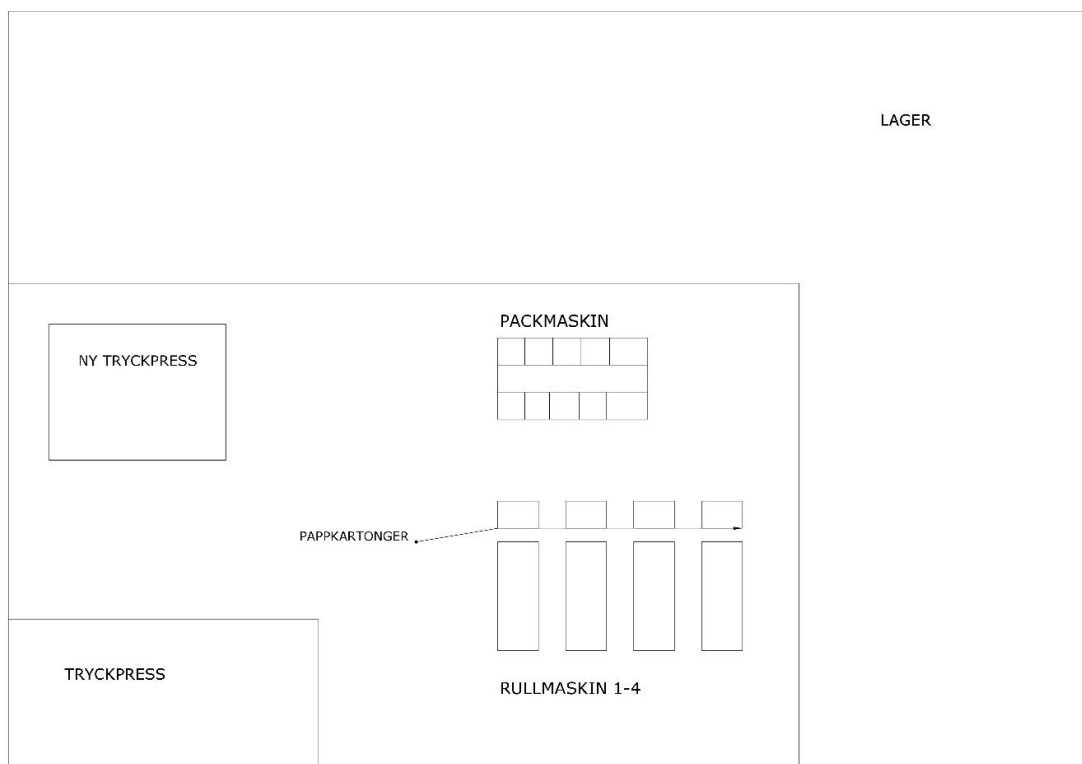 LAGER
PACKMASKIN
NY TRYCKPRESS
PAPPKARTONGER
TRYCKPRESS
RULLMASKIN 1-4